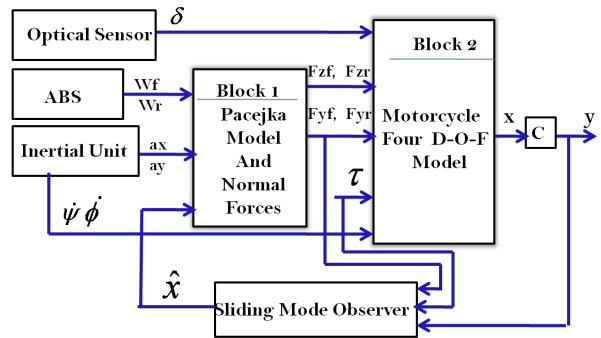 Optical Sensor
δ
Block 2
ABS
Wf
Wr
Block 1
Fzf, Fzr
Inertial Unit
ax
ay
Pacejka
Model
And
Normal
Forces
Fyf, Fyr
Motorcycle
Four D-O-F
Model
x
C
y
τ
ψ̇ ϕ̇
x̂
Sliding Mode Observer